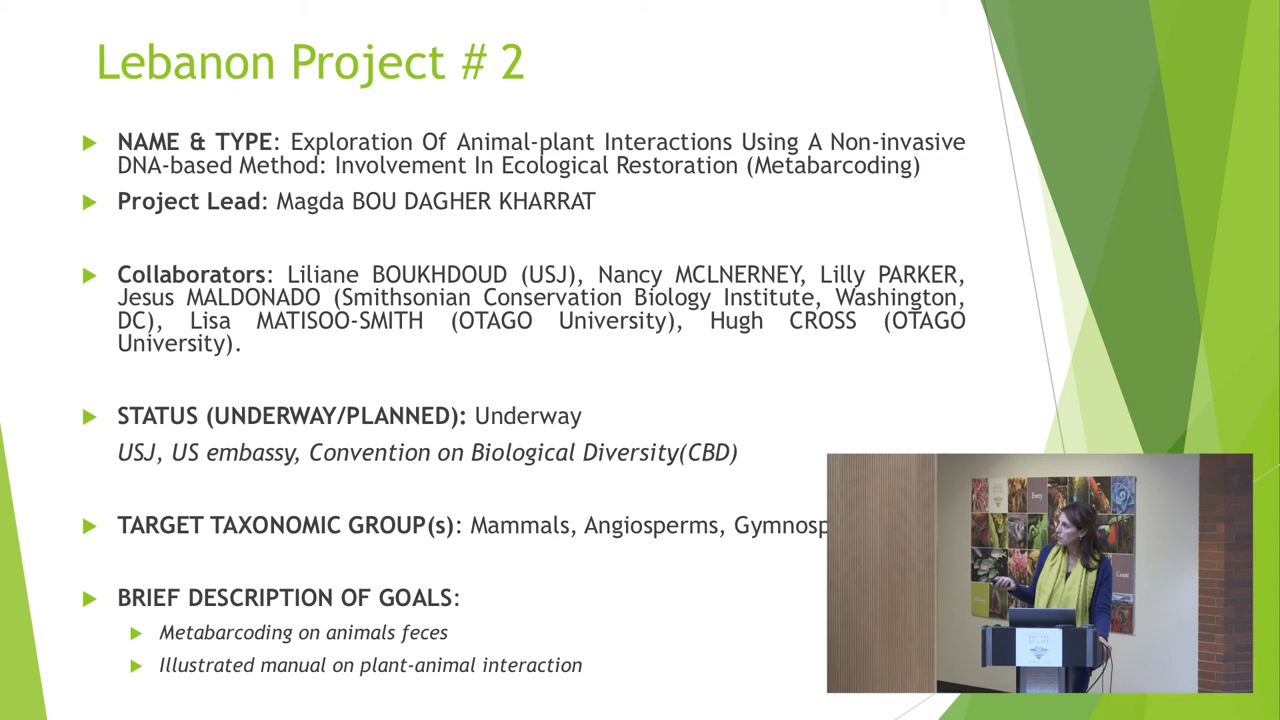 Lebanon Project # 2
NAME & TYPE: Exploration Of Animal-plant Interactions Using A Non-invasive
DNA-based Method: Involvement In Ecological Restoration (Metabarcoding)
Project Lead: Magda BOU DAGHER KHARRAT
Collaborators: Liliane BOUKHDOUD (USJ), Nancy MCLNERNEY, Lilly PARKER,
Jesus MALDONADO (Smithsonian Conservation Biology Institute, Washington,
DC), Lisa MATISOO-SMITH (OTAGO University), Hugh CROSS (OTAGO
University).
STATUS (UNDERWAY/PLANNED): Underway
USJ, US embassy, Convention on Biological Diversity(CBD)
TARGET TAXONOMIC GROUP(s): Mammals, Angiosperms, Gymnosp
BRIEF DESCRIPTION OF GOALS:
Metabarcoding on animals feces
Illustrated manual on plant-animal interaction
Every
Count